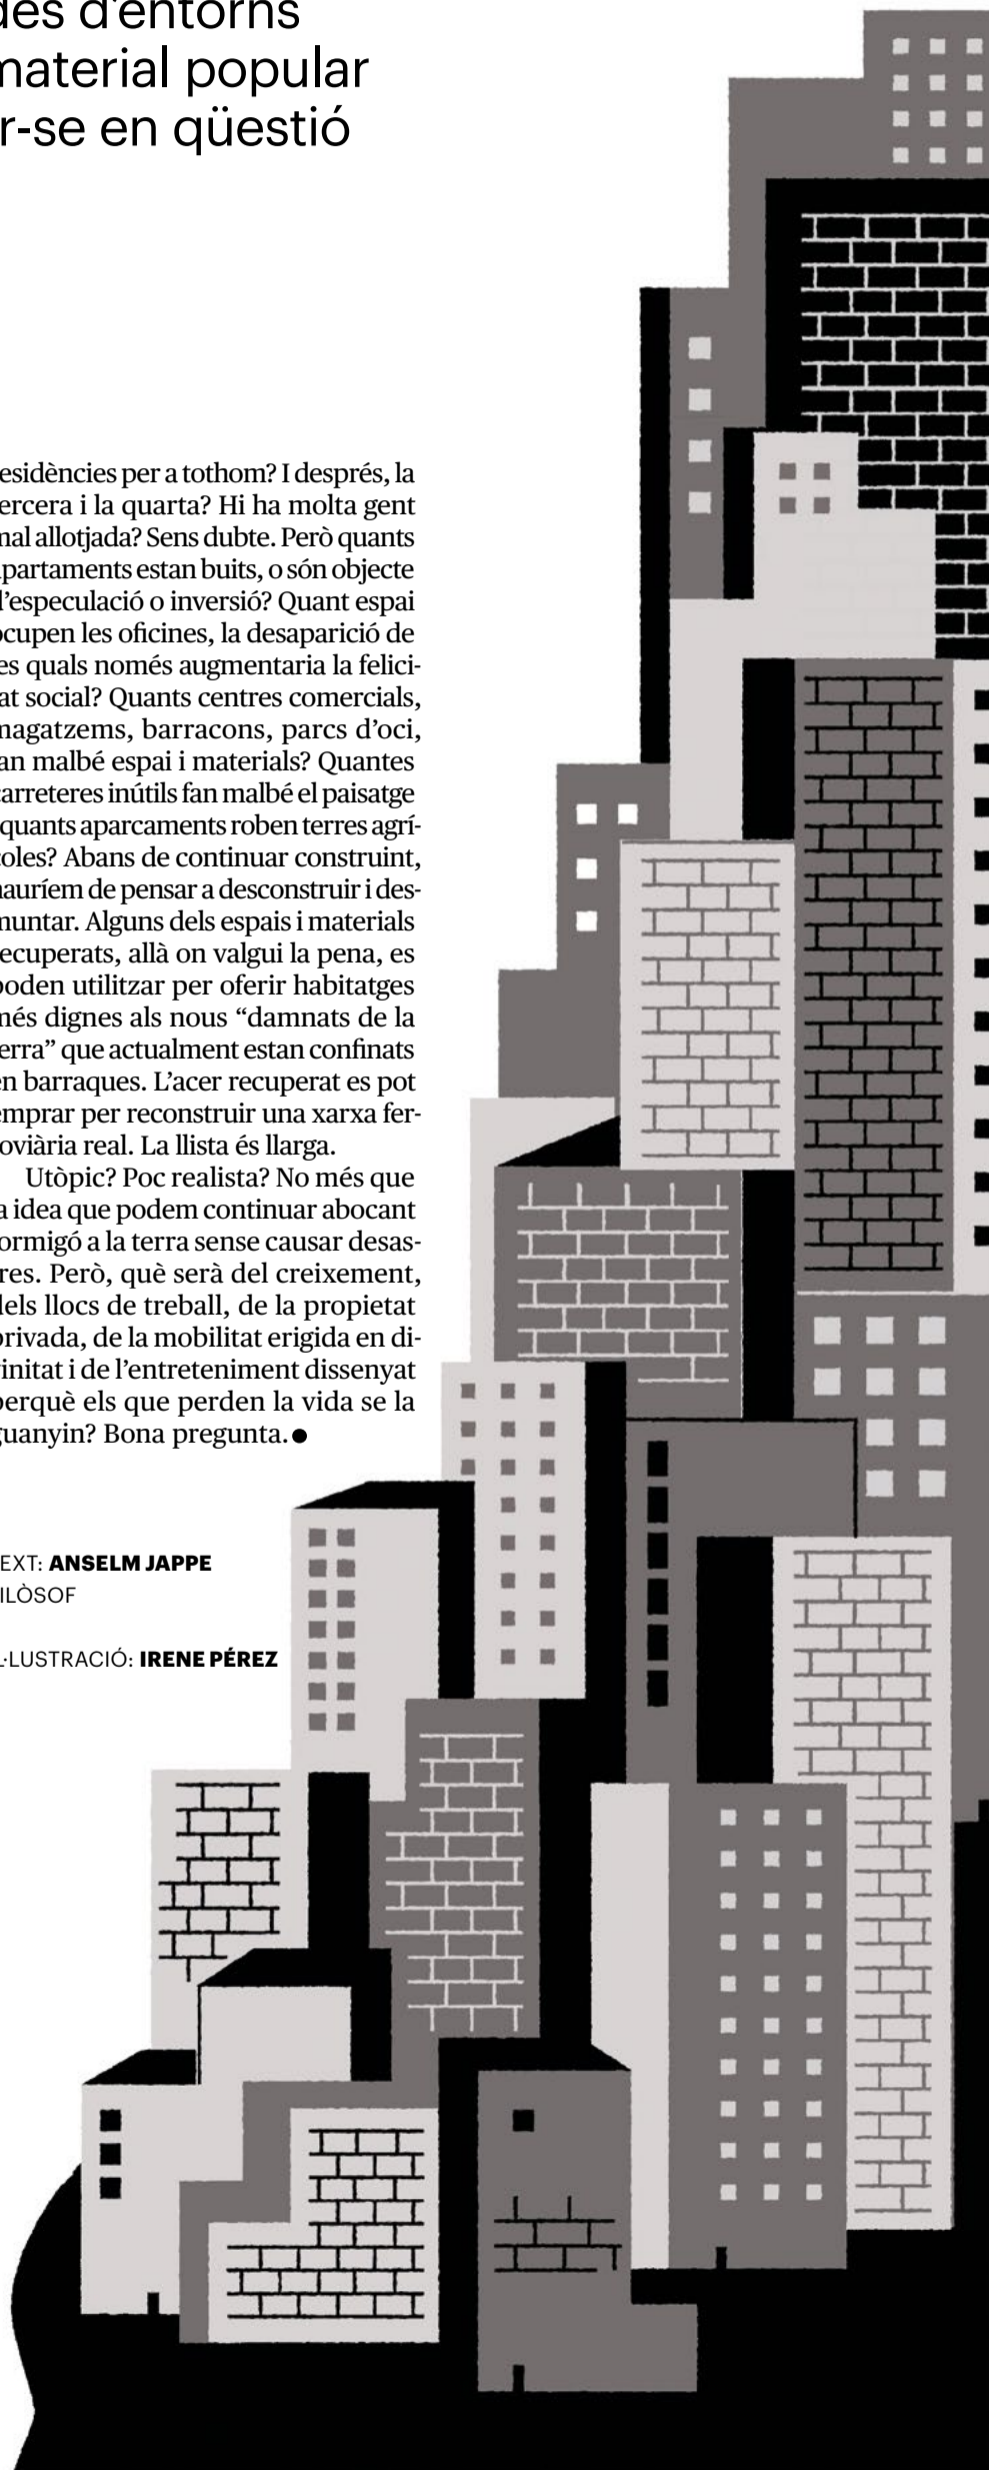 des d'entorns
material popular
r-se en qüestió
esidències per a tothom? I després, la
ercera i la quarta? Hi ha molta gent
mal allotjada? Sens dubte. Però quants
apartaments estan buits, o són objecte
d'especulació o inversió? Quant espai
ocupen les oficines, la desaparició de
es quals només augmentaria la felici-
at social? Quants centres comercials,
magatzems, barracons, parcs d'oci,
an malbé espai i materials? Quantes
carreteres inútils fan malbé el paisatge
quants aparcaments roben terres agrí-
coles? Abans de continuar construint,
hauríem de pensar a desconstruir i des-
muntar. Alguns dels espais i materials
ecuperats, allà on valgui la pena, es
poden utilitzar per oferir habitatges
més dignes als nous “damnats de la
erra” que actualment estan confinats
en barraques. L'acer recuperat es pot
emprar per reconstruir una xarxa fer-
oviària real. La llista és llarga.
Utòpic? Poc realista? No més que
a idea que podem continuar abocant
ormigó a la terra sense causar desas-
res. Però, què serà del creixement,
dels llocs de treball, de la propietat
privada, de la mobilitat erigida en di-
vinitat i de l'entreteniment dissenyat
perquè els que perden la vida se la
guanyin? Bona pregunta.●
EXT: ANSELM JAPPE
ILÒSOF
L·LUSTRACIÓ: IRENE PÉREZ